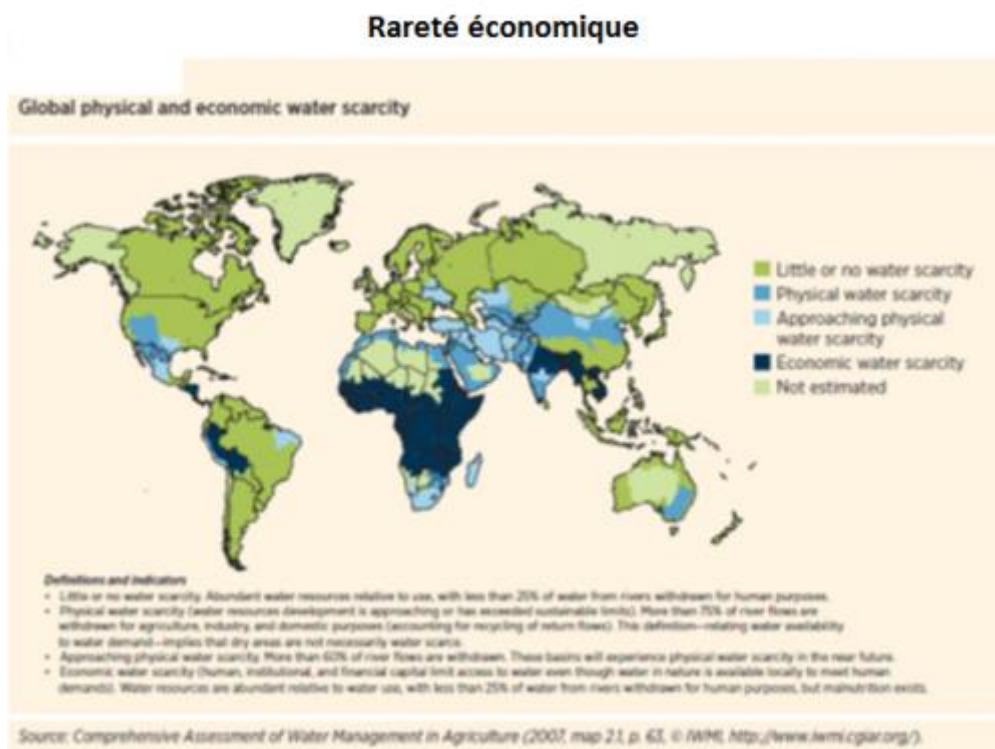 Rareté économique
Global physical and economic water scarcity
Little or no water scarcity
Physical water scarcity
Approaching physical
water scarcity
Economic water scarcity
Not estimated
Definitions and indicators
• Little or no water scarcity. Abundant water resources relative to use, with less than 25% of water from rivers withdrawn for human purposes.
• Physical water scarcity (water resources development is approaching or has exceeded sustainable limits). More than 75% of river flows are
withdrawn for agriculture, industry, and domestic purposes (accounting for recycling of return flows). This definition—relating water availability
to water demand—implies that dry areas are not necessarily water scarce.
• Approaching physical water scarcity. More than 60% of river flows are withdrawn. These basins will experience physical water scarcity in the near future.
• Economic water scarcity (human, institutional, and financial capital limit access to water even though water in nature is available locally to meet human
demands). Water resources are abundant relative to water use, with less than 25% of water from rivers withdrawn for human purposes, but malnutrition exists.
Source: Comprehensive Assessment of Water Management in Agriculture (2007, map 2.1, p. 63, © IWMI, http://www.iwmi.cgiar.org/).